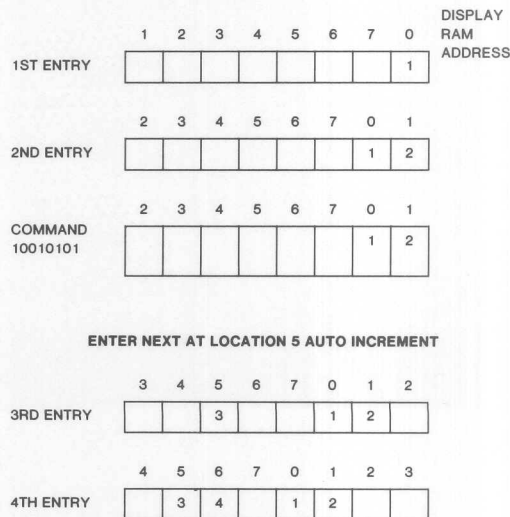 DISPLAY
RAM
ADDRESS
1 2 3 4 5 6 7 0
1ST ENTRY
1
2 3 4 5 6 7 0 1
2ND ENTRY
1 2
2 3 4 5 6 7 0 1
COMMAND
10010101
1 2
ENTER NEXT AT LOCATION 5 AUTO INCREMENT
3 4 5 6 7 0 1 2
3RD ENTRY
3 1 2
4 5 6 7 0 1 2 3
4TH ENTRY
3 4 1 2